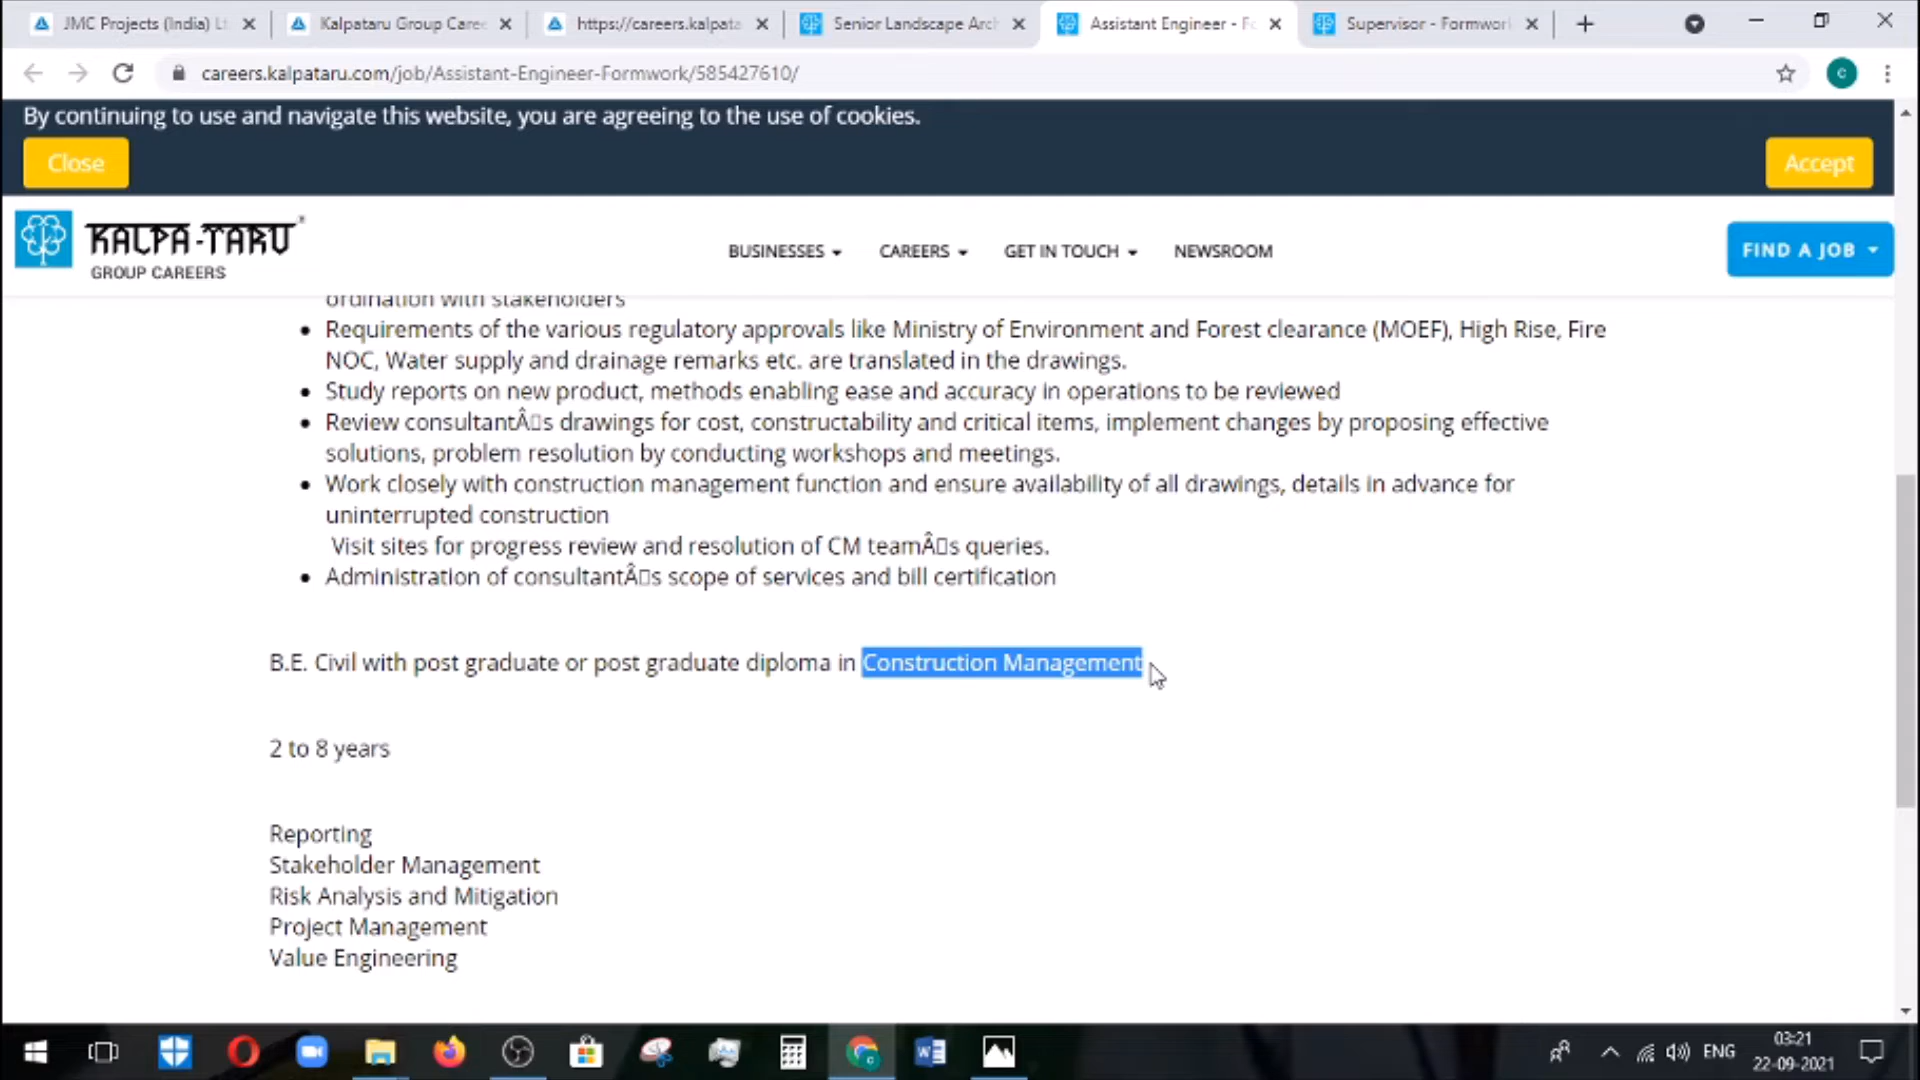 JMC Projects (India) Lt
Kalpataru Group Caree
https://careers.kalpata
Senior Landscape Arch
Assistant Engineer - Fo
Supervisor - Formwork
careers.kalpataru.com/job/Assistant-Engineer-Formwork/585427610/
C
By continuing to use and navigate this website, you are agreeing to the use of cookies.
Close
Accept
KALPA-TARU
GROUP CAREERS
BUSINESSES
CAREERS
GET IN TOUCH
NEWSROOM
FIND A JOB
ordination with stakeholders
Requirements of the various regulatory approvals like Ministry of Environment and Forest clearance (MOEF), High Rise, Fire
NOC, Water supply and drainage remarks etc. are translated in the drawings.
Study reports on new product, methods enabling ease and accuracy in operations to be reviewed
Review consultantÂ▯s drawings for cost, constructability and critical items, implement changes by proposing effective
solutions, problem resolution by conducting workshops and meetings.
Work closely with construction management function and ensure availability of all drawings, details in advance for
uninterrupted construction
Visit sites for progress review and resolution of CM teamÂ▯s queries.
Administration of consultantÂ▯s scope of services and bill certification
B.E. Civil with post graduate or post graduate diploma in Construction Management
2 to 8 years
Reporting
Stakeholder Management
Risk Analysis and Mitigation
Project Management
Value Engineering
ENG
03:21
22-09-2021